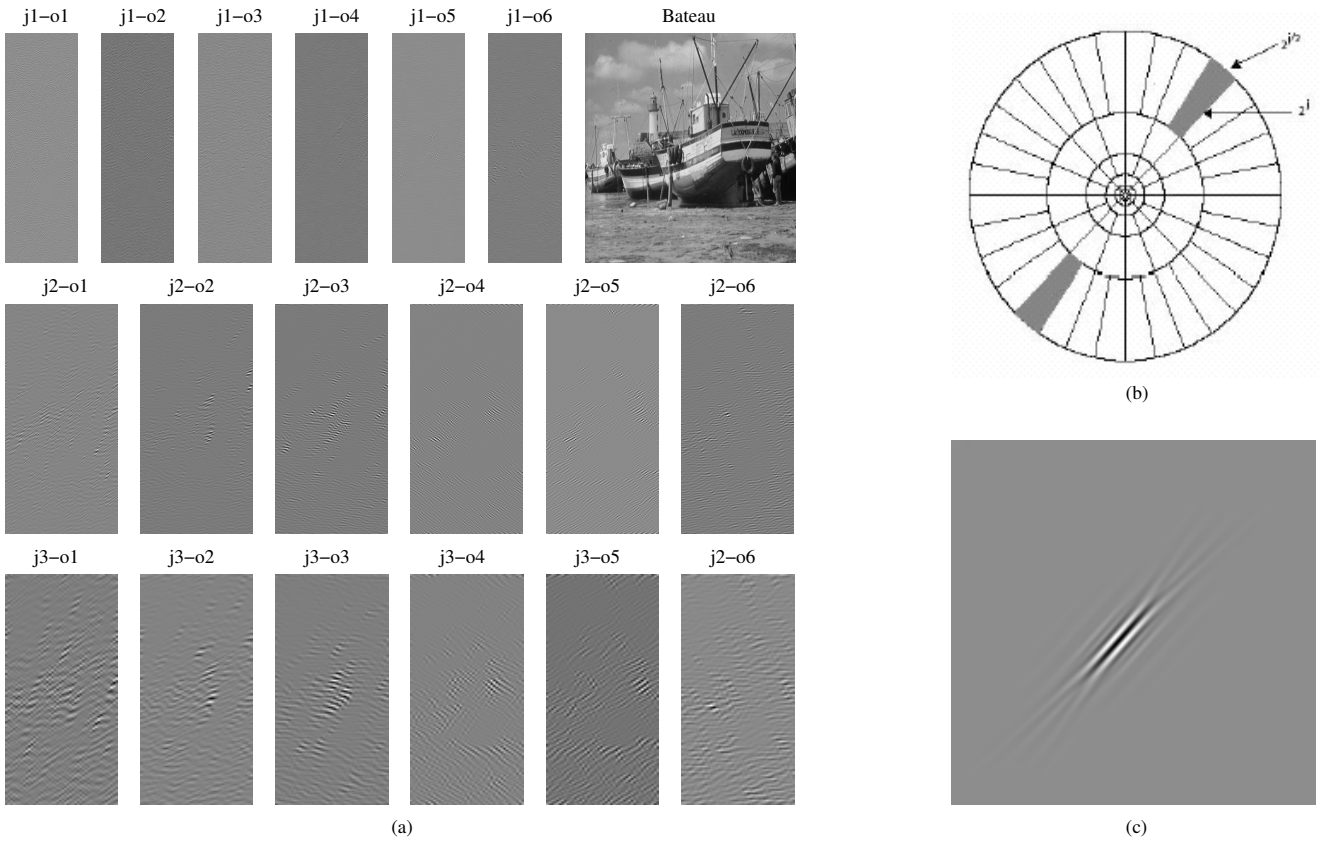 j1−o1 j1−o2 j1−o3 j1−o4 j1−o5 j1−o6 Bateau
j2−o1 j2−o2 j2−o3 j2−o4 j2−o5 j2−o6
j3−o1 j3−o2 j3−o3 j3−o4 j3−o5 j2−o6
(a)
2^{j/2}
2^{j}
(b)
(c)